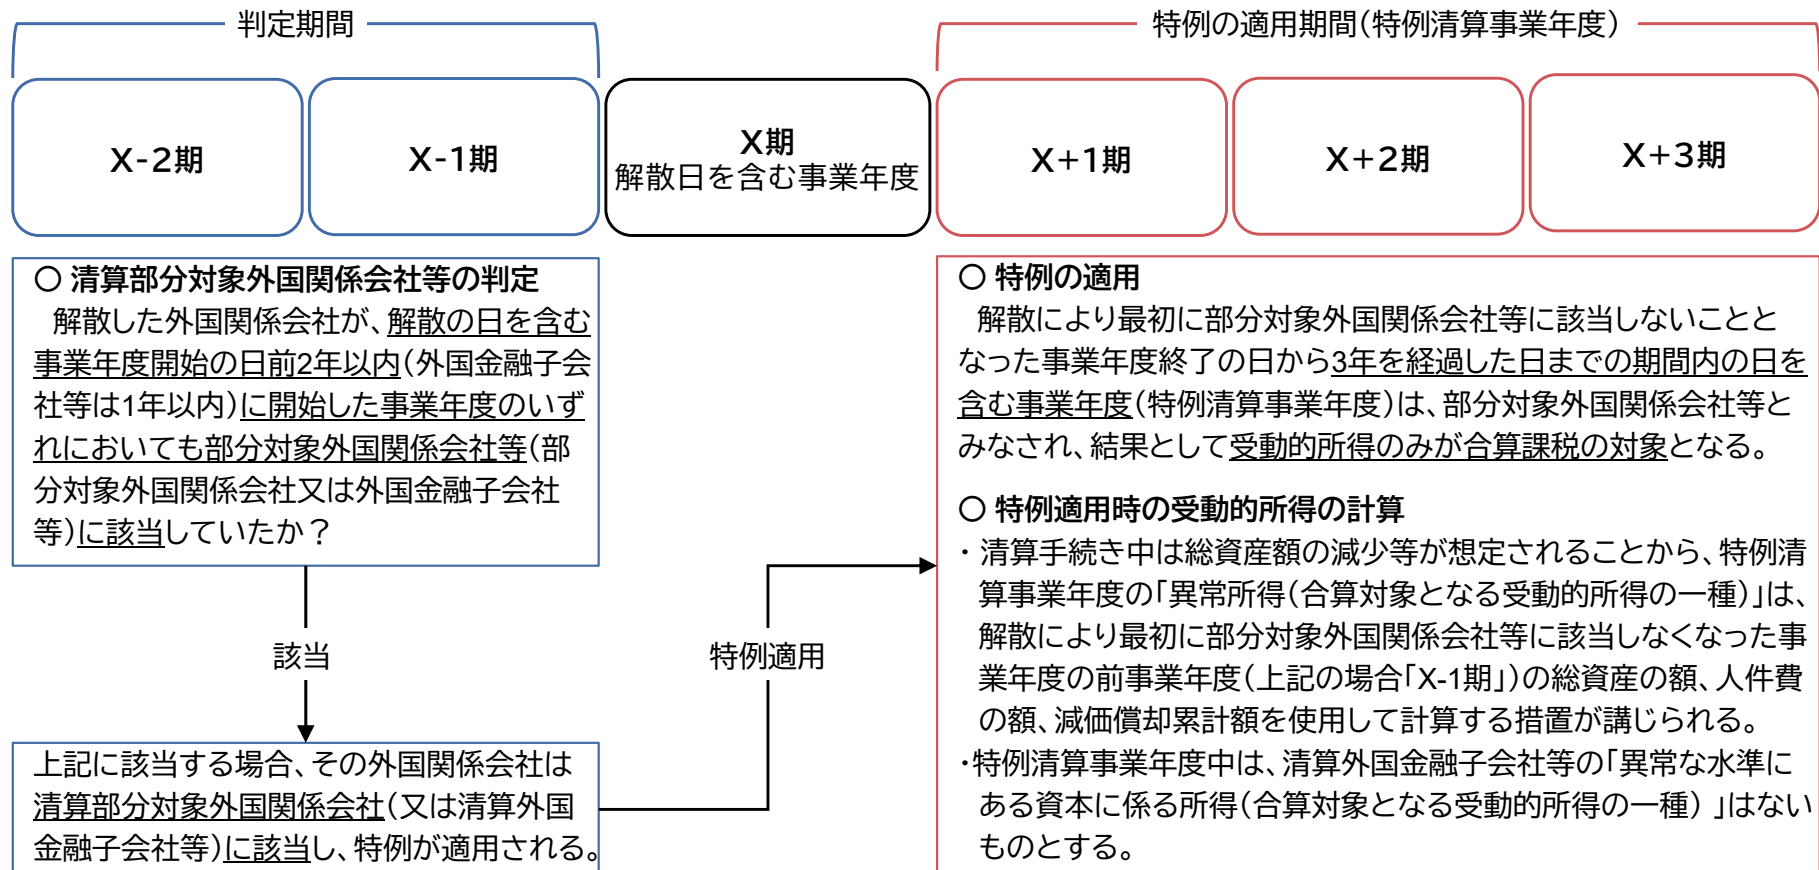 判定期間
特例の適用期間(特例清算事業年度)
X-2期
X-1期
X期
解散日を含む事業年度
X+1期
X+2期
X+3期
〇 清算部分対象外国関係会社等の判定
解散した外国関係会社が、解散の日を含む
事業年度開始の日前2年以内(外国金融子会
社等は1年以内)に開始した事業年度のいず
れにおいても部分対象外国関係会社等(部
分対象外国関係会社又は外国金融子会社
等)に該当していたか?
該当
上記に該当する場合、その外国関係会社は
清算部分対象外国関係会社(又は清算外国
金融子会社等)に該当し、特例が適用される。
特例適用
〇 特例の適用
解散により最初に部分対象外国関係会社等に該当しないことと
なった事業年度終了の日から3年を経過した日までの期間内の日を
含む事業年度(特例清算事業年度)は、部分対象外国関係会社等と
みなされ、結果として受動的所得のみが合算課税の対象となる。
〇 特例適用時の受動的所得の計算
・清算手続き中は総資産額の減少等が想定されることから、特例清
算事業年度の「異常所得(合算対象となる受動的所得の一種)」は、
解散により最初に部分対象外国関係会社等に該当しなくなった事
業年度の前事業年度(上記の場合「X-1期」)の総資産の額、人件費
の額、減価償却累計額を使用して計算する措置が講じられる。
・特例清算事業年度中は、清算外国金融子会社等の「異常な水準に
ある資本に係る所得(合算対象となる受動的所得の一種) 」はない
ものとする。